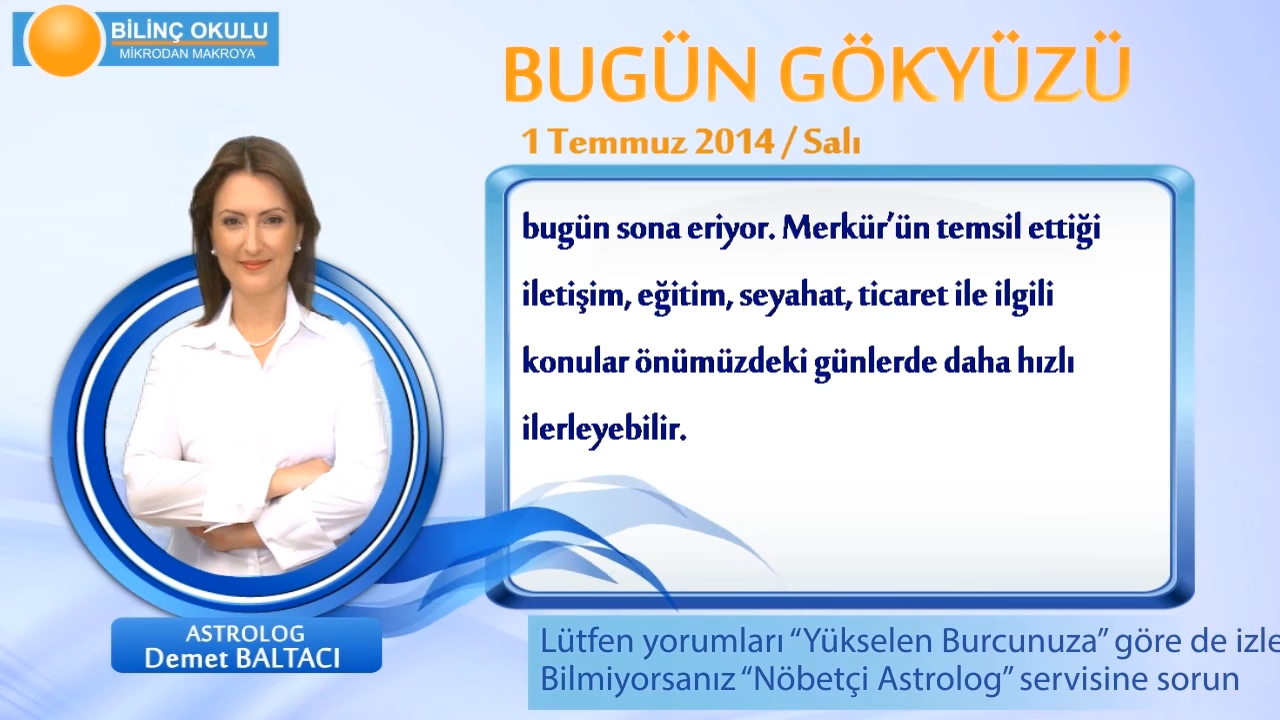 BİLİNÇ OKULU
MİKRODAN MAKROYA
BUGÜN GÖKYÜZÜ
1 Temmuz 2014 / Salı
bugün sona eriyor. Merkür’ün temsil ettiği
iletişim, eğitim, seyahat, ticaret ile ilgili
konular önümüzdeki günlerde daha hızlı
ilerleyebilir.
ASTROLOG
Demet BALTACI
Lütfen yorumları “Yükselen Burcunuza” göre de izle
Bilmiyorsanız “Nöbetçi Astrolog” servisine sorun